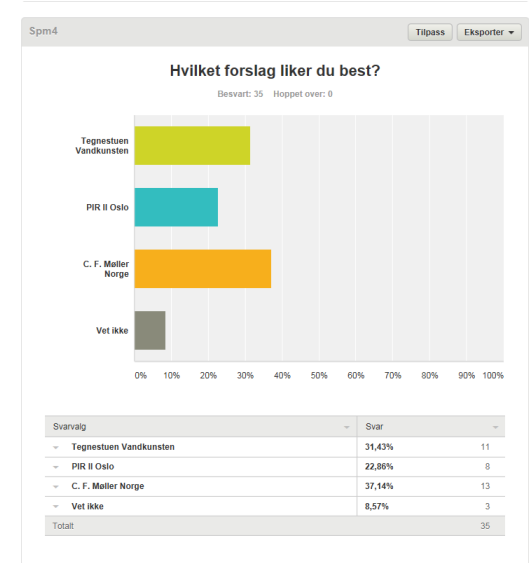 Spm4
Tilpass
Eksporter
Hvilket forslag liker du best?
Besvart: 35 Hoppet over: 0
Tegnestuen
Vandkunsten
PIR II Oslo
C. F. Møller
Norge
Vet ikke
0% 10% 20% 30% 40% 50% 60% 70% 80% 90% 100%
Svarvalg Svar
Tegnestuen Vandkunsten 31,43% 11
PIR II Oslo 22,86% 8
C. F. Møller Norge 37,14% 13
Vet ikke 8,57% 3
Totalt 35